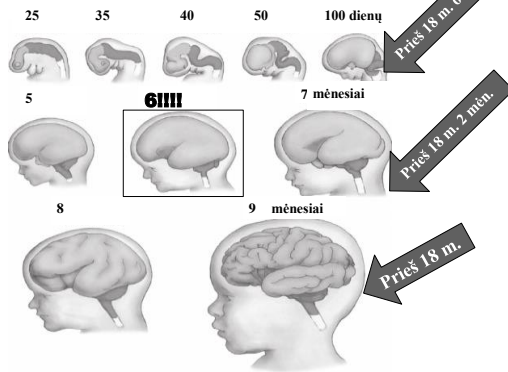 25 35 40 50 100 dienų
Prieš 18 m.
5 6!!!! 7 mėnesiai
Prieš 18 m. 2 mėn.
8 9 mėnesiai
Prieš 18 m.